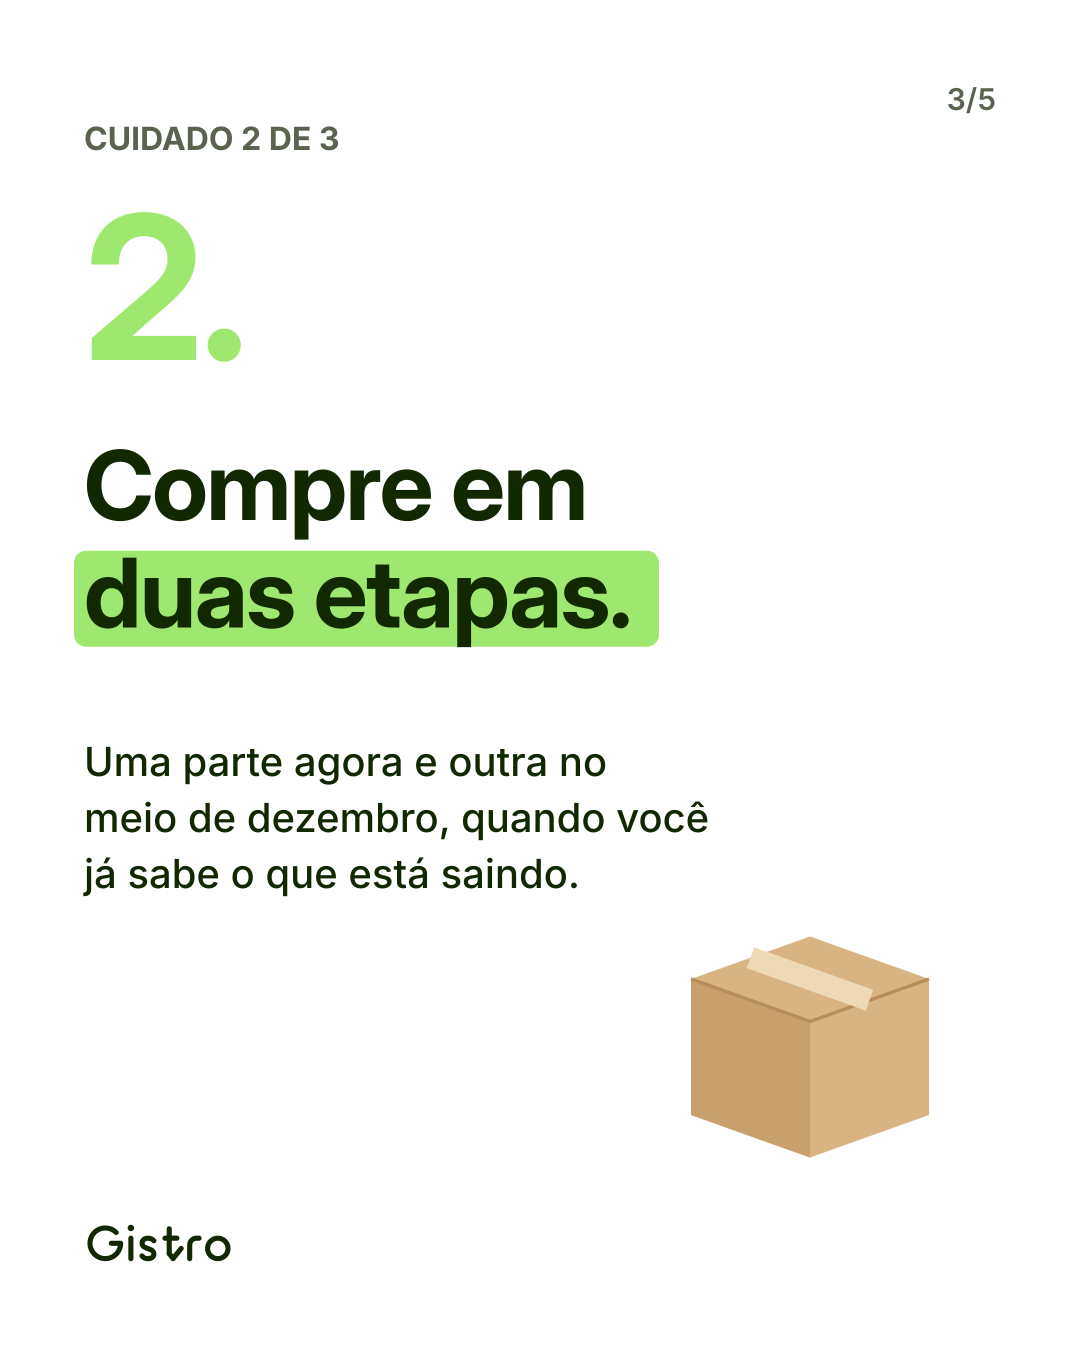 3/5
CUIDADO 2 DE 3
2.
Compre em
duas etapas.
Uma parte agora e outra no
meio de dezembro, quando você
já sabe o que está saindo.
Gistro